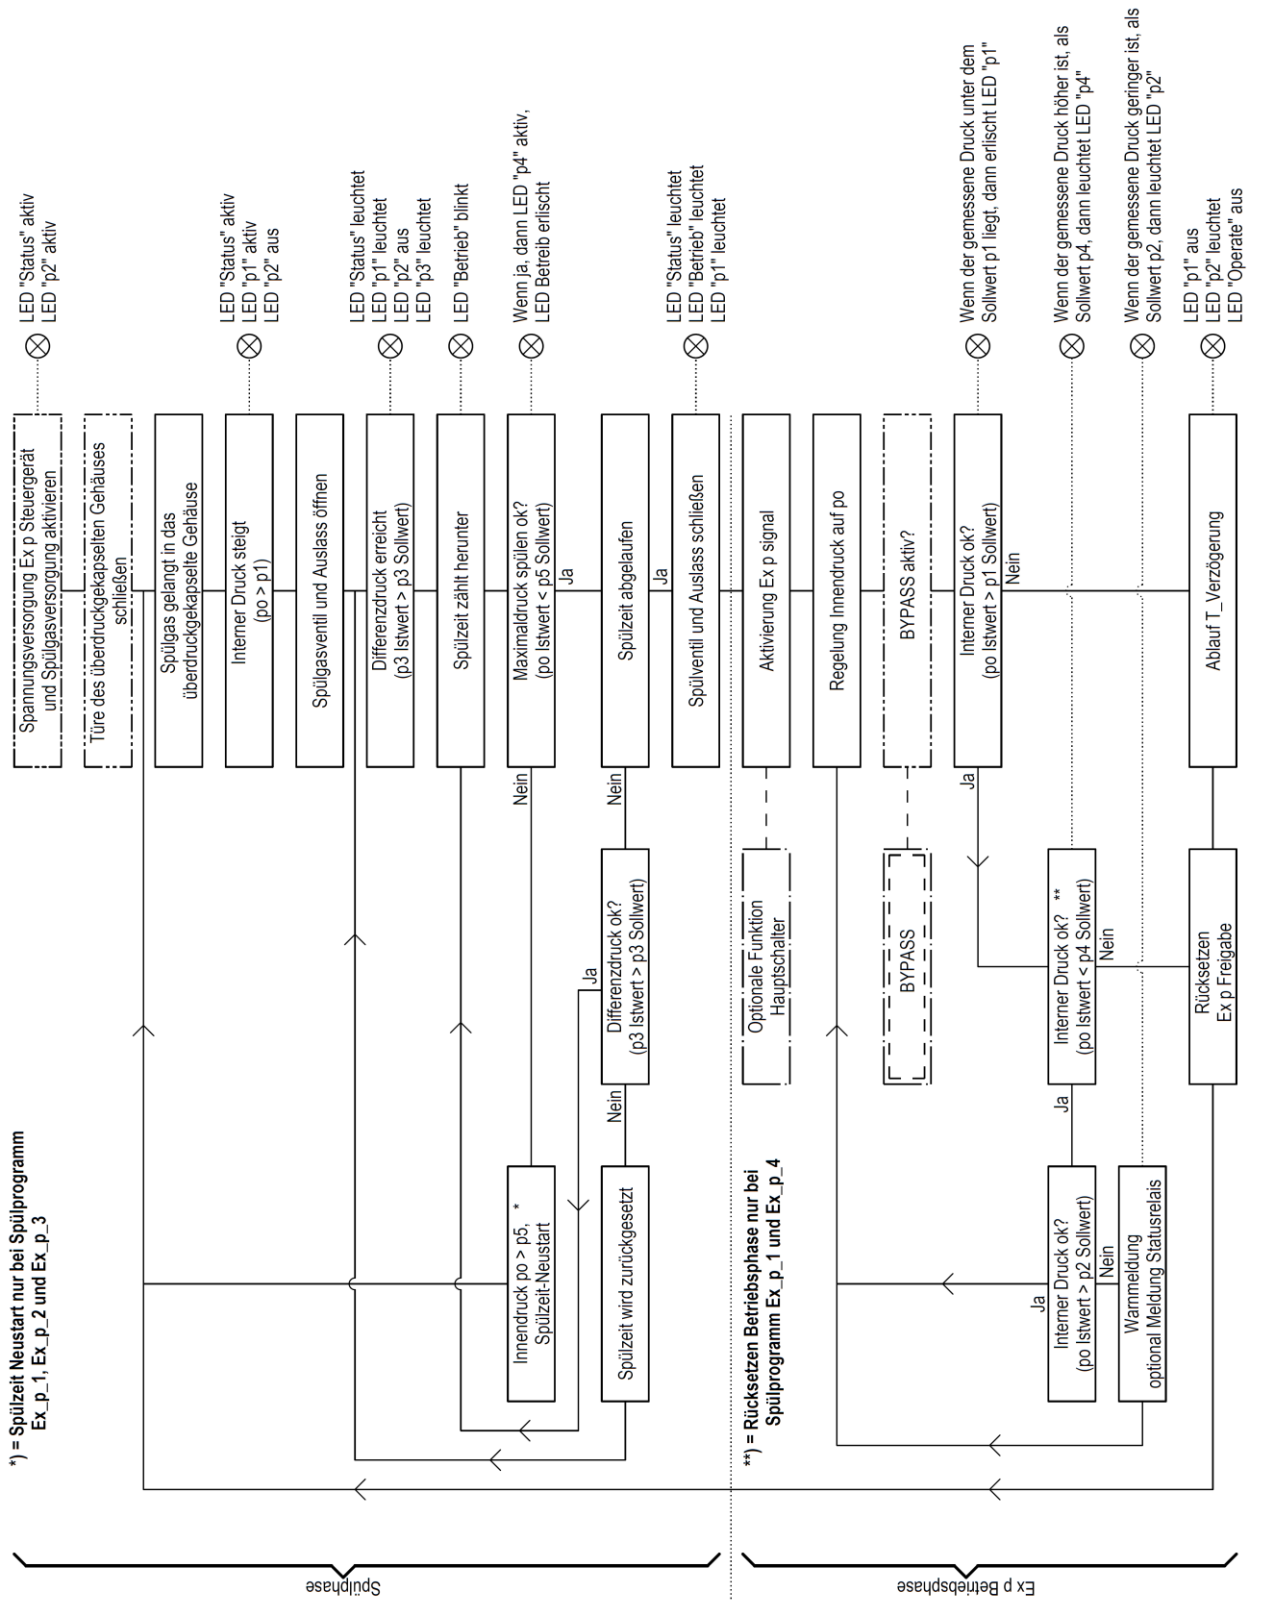 *) = Spülzeit Neustart nur bei Spülprogramm
Ex_p_1, Ex_p_2 und Ex_p_3
Spannungsversorgung Ex p Steuergerät
und Spülgasversorgung aktivieren
LED "Status" aktiv
LED "p2" aktiv
Türe des überdruckgekapselten Gehäuses
schließen
Spülgas gelangt in das
überdruckgekapselte Gehäuse
Interner Druck steigt
(po > p1)
LED "Status" aktiv
LED "p1" aktiv
LED "p2" aus
Spülgasventil und Auslass öffnen
Differenzdruck erreicht
(p3 Istwert > p3 Sollwert)
LED "Status" leuchtet
LED "p1" leuchtet
LED "p2" aus
LED "p3" leuchtet
Spülzeit zählt herunter
LED "Betrieb" blinkt
Innendruck po > p5, *
Spülzeit-Neustart
Nein
Maximaldruck spülen ok?
(po Istwert < p5 Sollwert)
Ja
Wenn ja, dann LED "p4" aktiv,
LED Betreib erlischt
Spülzeit wird zurückgesetzt
Nein
Ja
Differenzdruck ok?
(p3 Istwert > p3 Sollwert)
Nein
Spülzeit abgelaufen
Ja
Spülventil und Auslass schließen
LED "Status" leuchtet
LED "Betrieb" leuchtet
LED "p1" leuchtet
Spülphase
**) = Rücksetzen Betriebsphase nur bei
Spülprogramm Ex_p_1 und Ex_p_4
Optionale Funktion
Hauptschalter
Aktivierung Ex p signal
Regelung Innendruck auf po
BYPASS
BYPASS aktiv?
Ja
Interner Druck ok?
(po Istwert > p1 Sollwert)
Nein
Wenn der gemessene Druck unter dem
Sollwert p1 liegt, dann erlischt LED "p1"
Ja
Interner Druck ok?
(po Istwert > p2 Sollwert)
Nein
Ja
Interner Druck ok? **
(po Istwert < p4 Sollwert)
Nein
Wenn der gemessene Druck höher ist, als
Sollwert p4, dann leuchtet LED "p4"
Warnmeldung
optional Meldung Statusrelais
Wenn der gemessene Druck geringer ist, als
Sollwert p2, dann leuchtet LED "p2"
Rücksetzen
Ex p Freigabe
Ablauf T_Verzögerung
LED "p1" aus
LED "p2" leuchtet
LED "Operate" aus
Ex p Betriebsphase